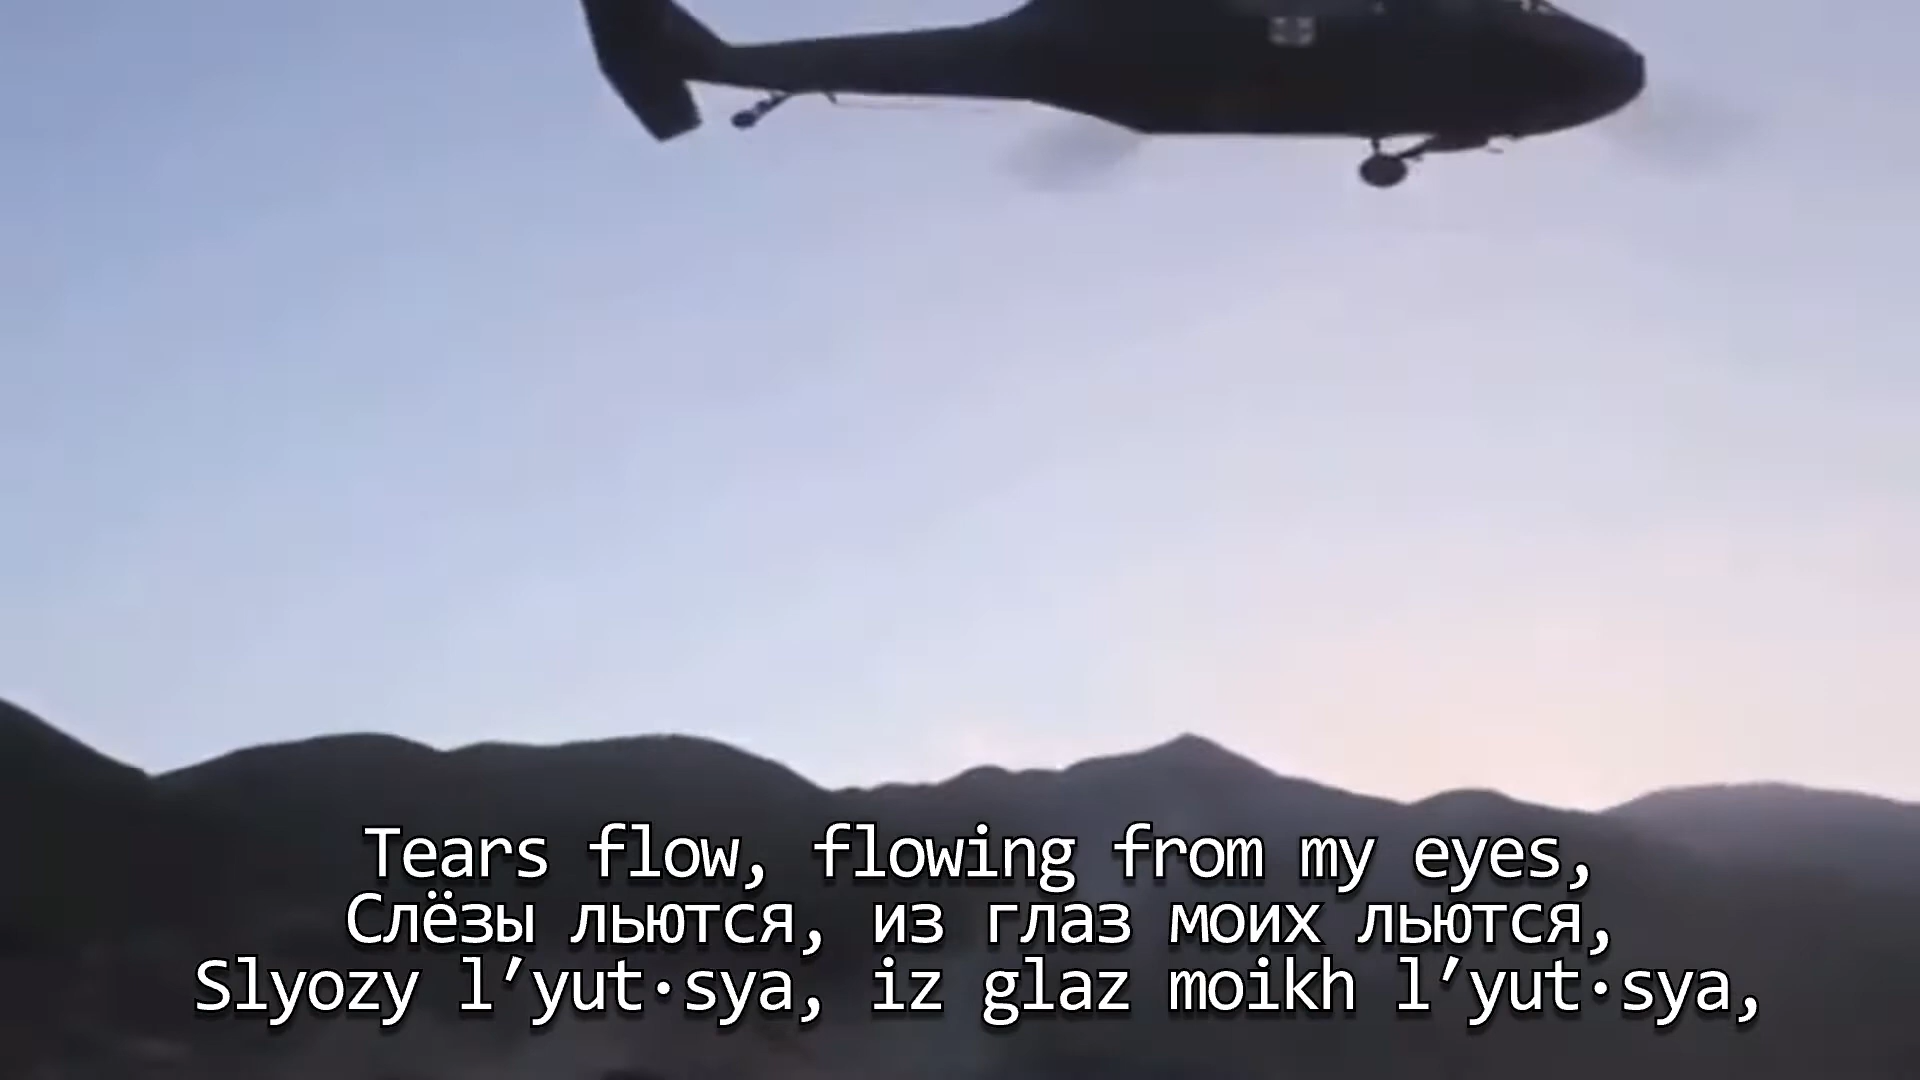 Tears flow, flowing from my eyes,
Слёзы льются, из глаз моих льются,
Slyozy l’yut·sya, iz glaz moikh l’yut·sya,